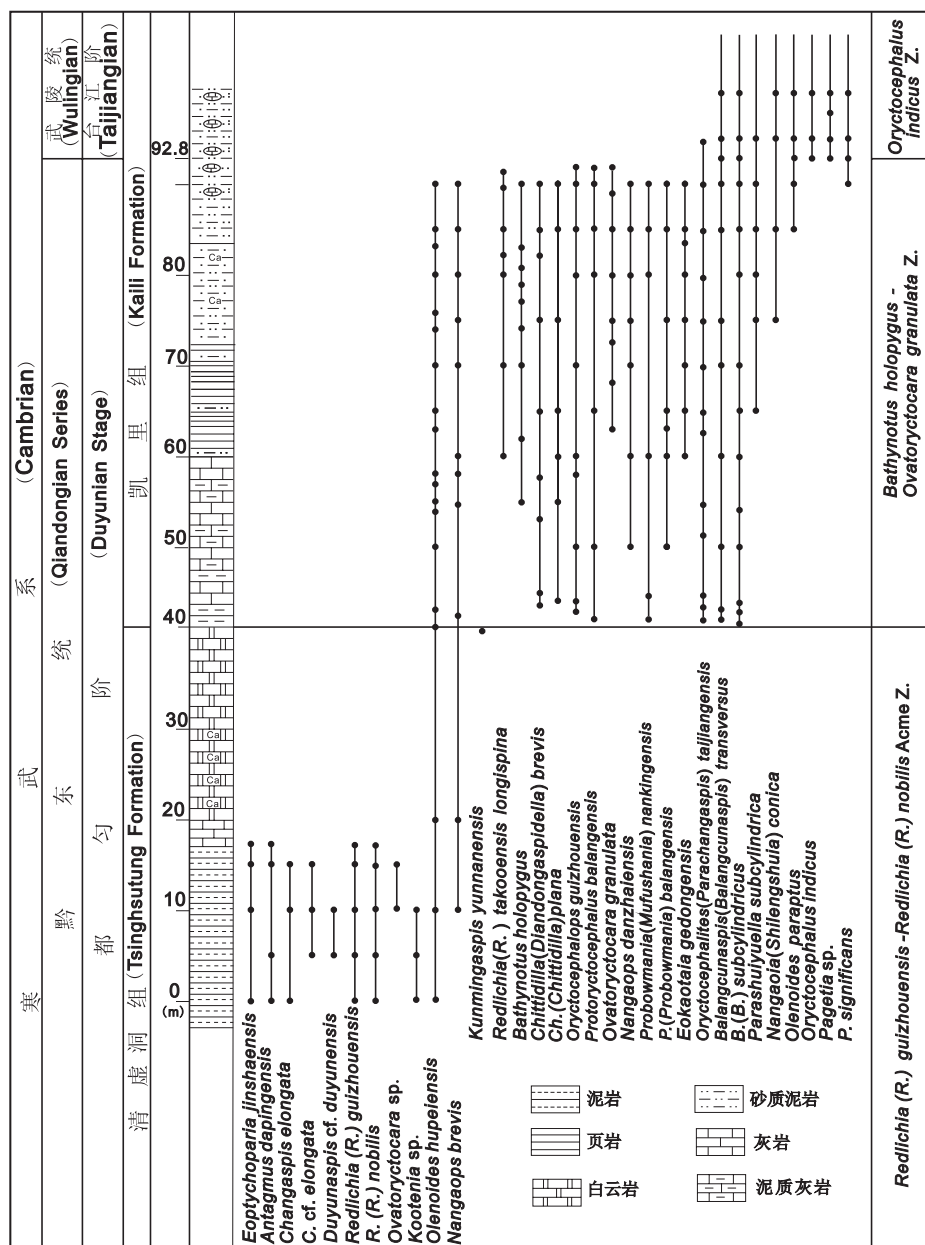 寒 武 系 (Cambrian)
黔 东 统 (Qiandongian Series)
武 陵 统 (Wulingian)
都 匀 阶 (Duyunian Stage)
台 江 阶 (Taijiangian)
清 虚 洞 组 (Tsinghsutung Formation)
凯 里 组 (Kaili Formation)
92.8
80
70
60
50
40
30
20
10
0
(m)
Ca
Ca
Ca
Ca
Ca
Ca
Eoptychoparia jinshaensis
Antagmus dapingensis
Changaspis elongata
C. cf. elongata
Duyunaspis cf. duyunensis
Redlichia (R.) guizhouensis
R. (R.) nobilis
Ovatoryctocara sp.
Kootenia sp.
Olenoides hupeiensis
Nangaops brevis
Kunmingaspis yunnanensis
Redlichia(R. ) takooensis longispina
Bathynotus holopygus
Chittidilla(Diandongaspidella) brevis
Ch.(Chittidilla)plana
Oryctocephalops guizhouensis
Protoryctocephalus balangensis
Ovatoryctocara granulata
Nangaops danzhaiensis
Probowmania(Mufushania) nankingensis
P.(Probowmania) balangensis
Eokaotaia gedongensis
Oryctocephalites(Parachangaspis) taijiangensis
Balangcunaspis(Balangcunaspis) transversus
B.(B.) subcylindricus
Parashuiyuella subcylindrica
Nangaoia(Shilengshuia) conica
Olenoides paraptus
Oryctocephalus indicus
Pagetia sp.
P. significans
泥岩
页岩
白云岩
砂质泥岩
灰岩
泥质灰岩
Oryctocephalus
indicus Z.
Bathynotus holopygus -
Ovatoryctocara granulata Z.
Redlichia (R.) guizhouensis -Redlichia (R.) nobilis Acme Z.